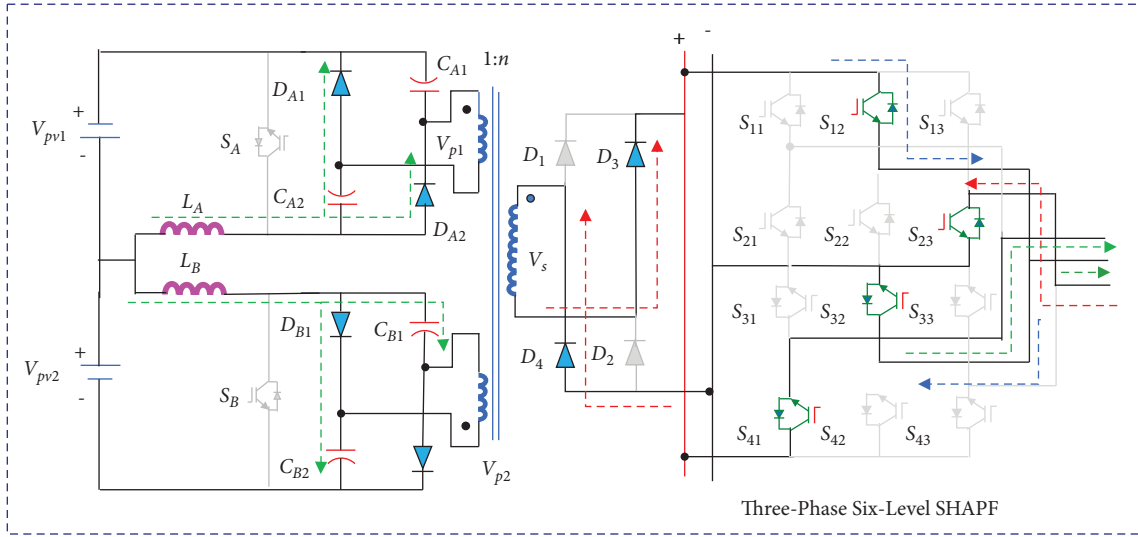 +
V_pv1
-
S_A
D_A1
C_A1
1:n
V_p1
C_A2
D_A2
L_A
L_B
+
V_pv2
-
S_B
D_B1
C_B1
C_B2
V_p2
V_s
D_1
D_3
D_4
D_2
+
-
S_11
S_12
S_13
S_21
S_22
S_23
S_31
S_32
S_33
S_41
S_42
S_43
Three-Phase Six-Level SHAPF